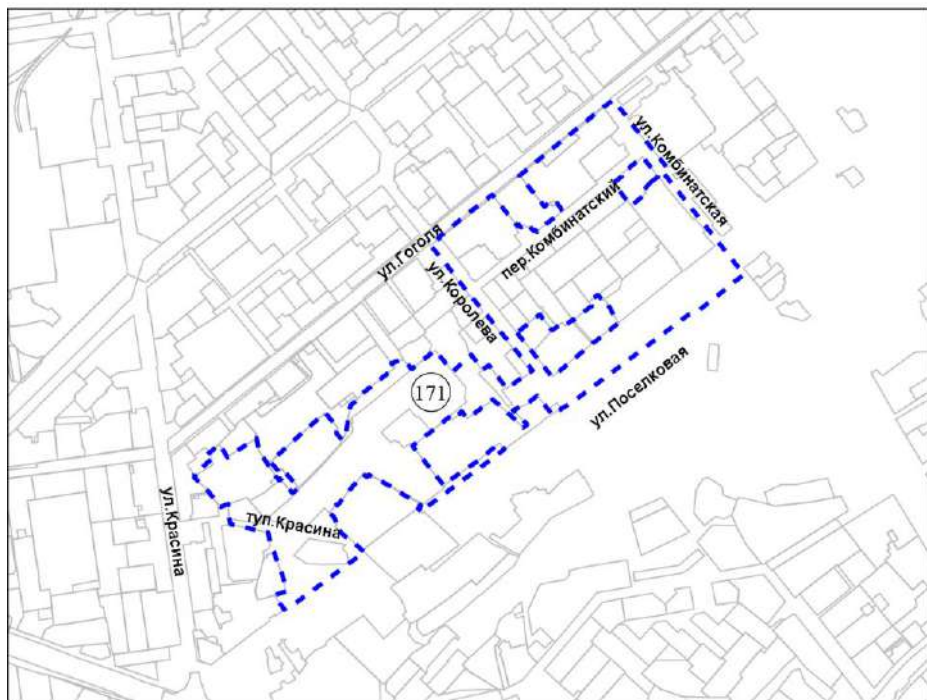 ул.Комбинатская
пер.Комбинатский
ул.Гоголя
ул.Королева
171
ул.Поселковая
ул.Красина
туп.Красина